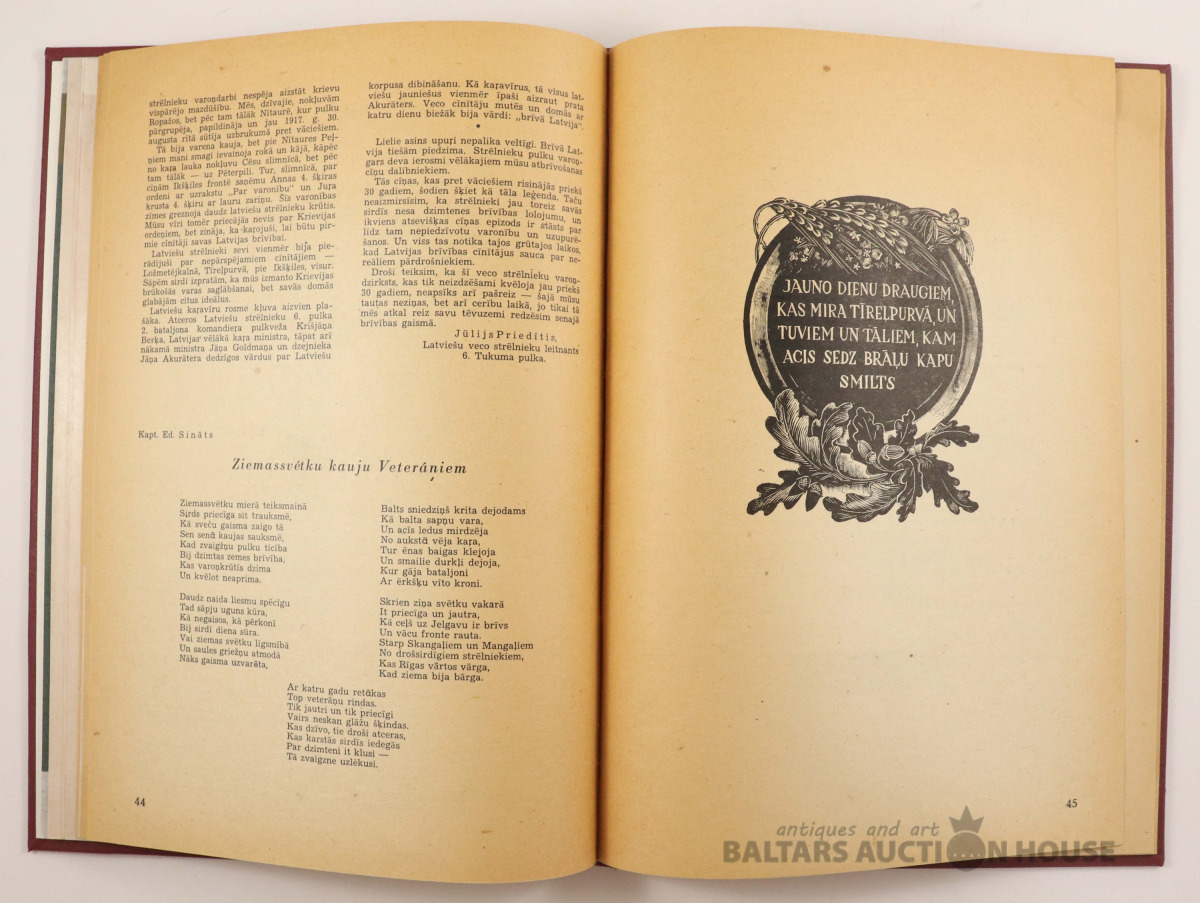 strēlnieku varoņdarbi nespēja aizstāt krievu
vispārējo mazdūšību. Mēs, dzīvajie, nokļuvām
Ropažos, bet pēc tam tālāk Nītaurē, kur pulku
pārgrupēja, papildināja un jau 1917. g. 30.
augusta rītā sūtīja uzbrukumā pret vāciešiem.
Tā bija varena kauja, bet pie Nītaures Peļ-
ņiem mani smagi ievainoja rokā un kājā, kāpēc
no kaŗa lauka nokļuvu Cēsu slimnīcā, bet pēc
tam tālāk — uz Pēterpili. Tur, slimnīcā, par
cīņām Ikšķiles frontē saņēmu Annas 4. šķiras
ordeni ar uzrakstu „Par varonību" un Juŗa
krusta 4. šķiru ar lauru zariņu. Šīs varonības
zīmes greznoja daudz latviešu strēlnieku krūtis.
Mūsu vīri tomēr priecājās nevis par Krievijas
ordeņiem, bet zināja, ka kaŗojuši, lai būtu pir-
mie cīnītāji savas Latvijas brīvībai.
Latviešu strēlnieki sevi vienmēr bija pie-
rādījuši par nepārspējamiem cīnītājiem —
Ložmetējkalnā, Tīrelpurvā, pie Ikšķiles, visur.
Sāpēm sirdī izpratām, ka mūs izmanto Krievijas
brūkošās varas saglābšanai, bet savās domās
glabājām citus ideālus.
Latviešu kaŗavīru rosme kļuva aizvien pla-
šāka. Atceros Latviešu strēlnieku 6. pulka
2. bataljona komandieŗa pulkveža Krišjāņa
Berķa, Latvijas vēlākā kaŗa ministra, tāpat arī
nākamā ministra Jāņa Goldmaņa un dzejnieka
Jāņa Akurātera dedzīgos vārdus par Latviešu
korpusa dibināšanu. Kā kaŗavīrus, tā visus lat-
viešu jauniešus vienmēr īpaši aizraut prata
Akurāters. Veco cīnītāju mutēs un domās ar
katru dienu biežāk bija vārdi: „brīvā Latvija".
Lielie asins upuŗi nepalika veltīgi. Brīvā Lat-
vija tiešām piedzima. Strēlnieku pulku varoņ-
gars deva ierosmi vēlākajiem mūsu atbrīvošanas
cīņu dalībniekiem.
Tās cīņas, kas pret vāciešiem risinājās priekš
30 gadiem, šodien šķiet kā tāla leģenda. Taču
neaizmirsīsim, ka strēlnieki jau toreiz savās
sirdīs nesa dzimtenes brīvības lolojumu, un
ikviens atsevišķas cīņas epizods ir stāsts par
līdz tam nepiedzīvotu varonību un uzupurē-
šanos. Un viss tas notika tajos grūtajos laikos,
kad Latvijas brīvības cīnītājus sauca par ne-
reāliem pārdrošniekiem.
Droši teiksim, ka šī veco strēlnieku varoņ-
dzirksts, kas tik neizdzēšami kvēloja jau priekš
30 gadiem, neapsīks arī pašreiz — šajā mūsu
tautas neziņas, bet arī cerību laikā, jo tikai tā
mēs atkal reiz savu tēvuzemi redzēsim senajā
brīvības gaismā.
Jūlijs Priedītis,
Latviešu veco strēlnieku leitnants
6. Tukuma pulkā.
Kapt. Ed. Sināts
Ziemassvētku kauju Veterāņiem
Ziemassvētku mierā teiksmainā
Sirds priecīga sit trauksmē,
Kā sveču gaisma zaigo tā
Sen senā kaujas sauksmē,
Kad zvaigžņu pulku ticība
Bij dzimtas zemes brīvība,
Kas varoņkrūtīs dzima
Un kvēlot neaprima.
Daudz naida liesmu spēcīgu
Tad sāpju uguns kūra,
Kā negaisos, kā pērkonī
Bij sirdī diena sūra.
Vai ziemas svētku līgsmībā
Un saules griežņu atmodā
Nāks gaisma uzvarēta,
Balts sniedziņš krita dejodams
Kā balta sapņu vara,
Un acīs ledus mirdzēja
No aukstā vēja kaŗa,
Tur ēnas baigas klejoja
Un smailie durkļi dejoja,
Kur gāja bataljoni
Ar ērkšķu vīto kroni.
Skrien ziņa svētku vakarā
It priecīga un jautra,
Kā ceļš uz Jelgavu ir brīvs
Un vācu fronte rauta.
Starp Skangaļiem un Mangaļiem
No drošsirdīgiem strēlniekiem,
Kas Rīgas vārtos vārga,
Kad ziema bija bārga.
Ar katru gadu retākas
Top veterāņu rindas.
Tik jautri un tik priecīgi
Vairs neskan glāžu šķindas.
Kas dzīvo, tie droši atceras,
Kas karstās sirdīs iedegās
Par dzimteni it klusi —
Tā zvaigzne uzlēkusi.
44
JAUNO DIENU DRAUGIEM,
KAS MIRA TĪRELPURVĀ, UN
TUVIEM UN TĀLIEM, KAM
ACIS SEDZ BRĀĻU KAPU
SMILTS
45
antiques and art
BALTARS AUCTION HOUSE